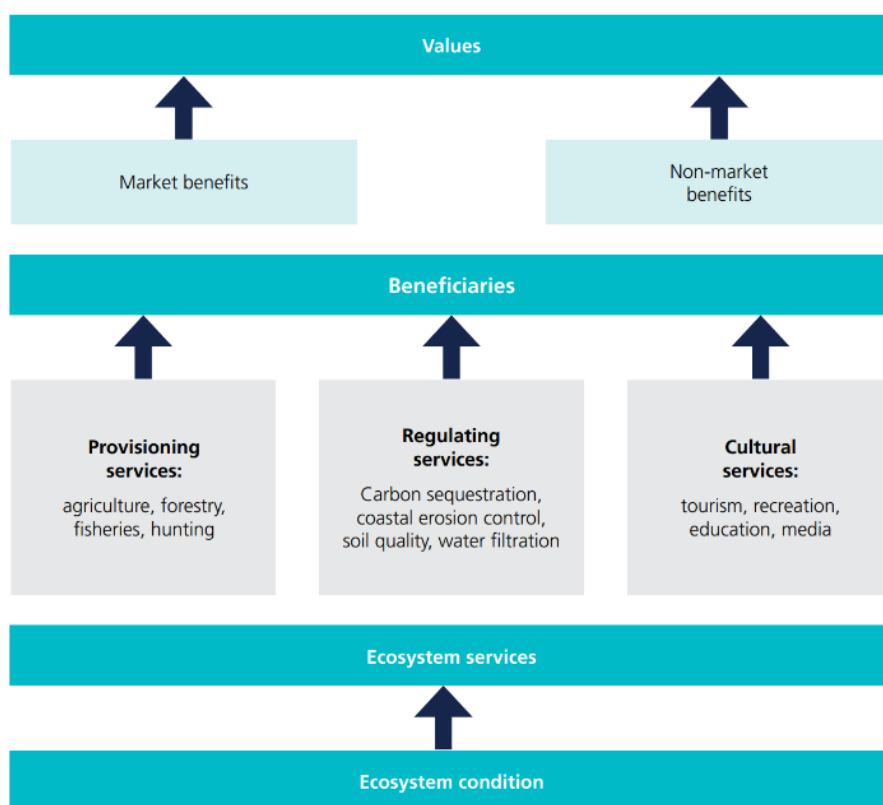 Values
Market benefits
Non-market
benefits
Beneficiaries
Provisioning
services:
agriculture, forestry,
fisheries, hunting
Regulating
services:
Carbon sequestration,
coastal erosion control,
soil quality, water filtration
Cultural
services:
tourism, recreation,
education, media
Ecosystem services
Ecosystem condition